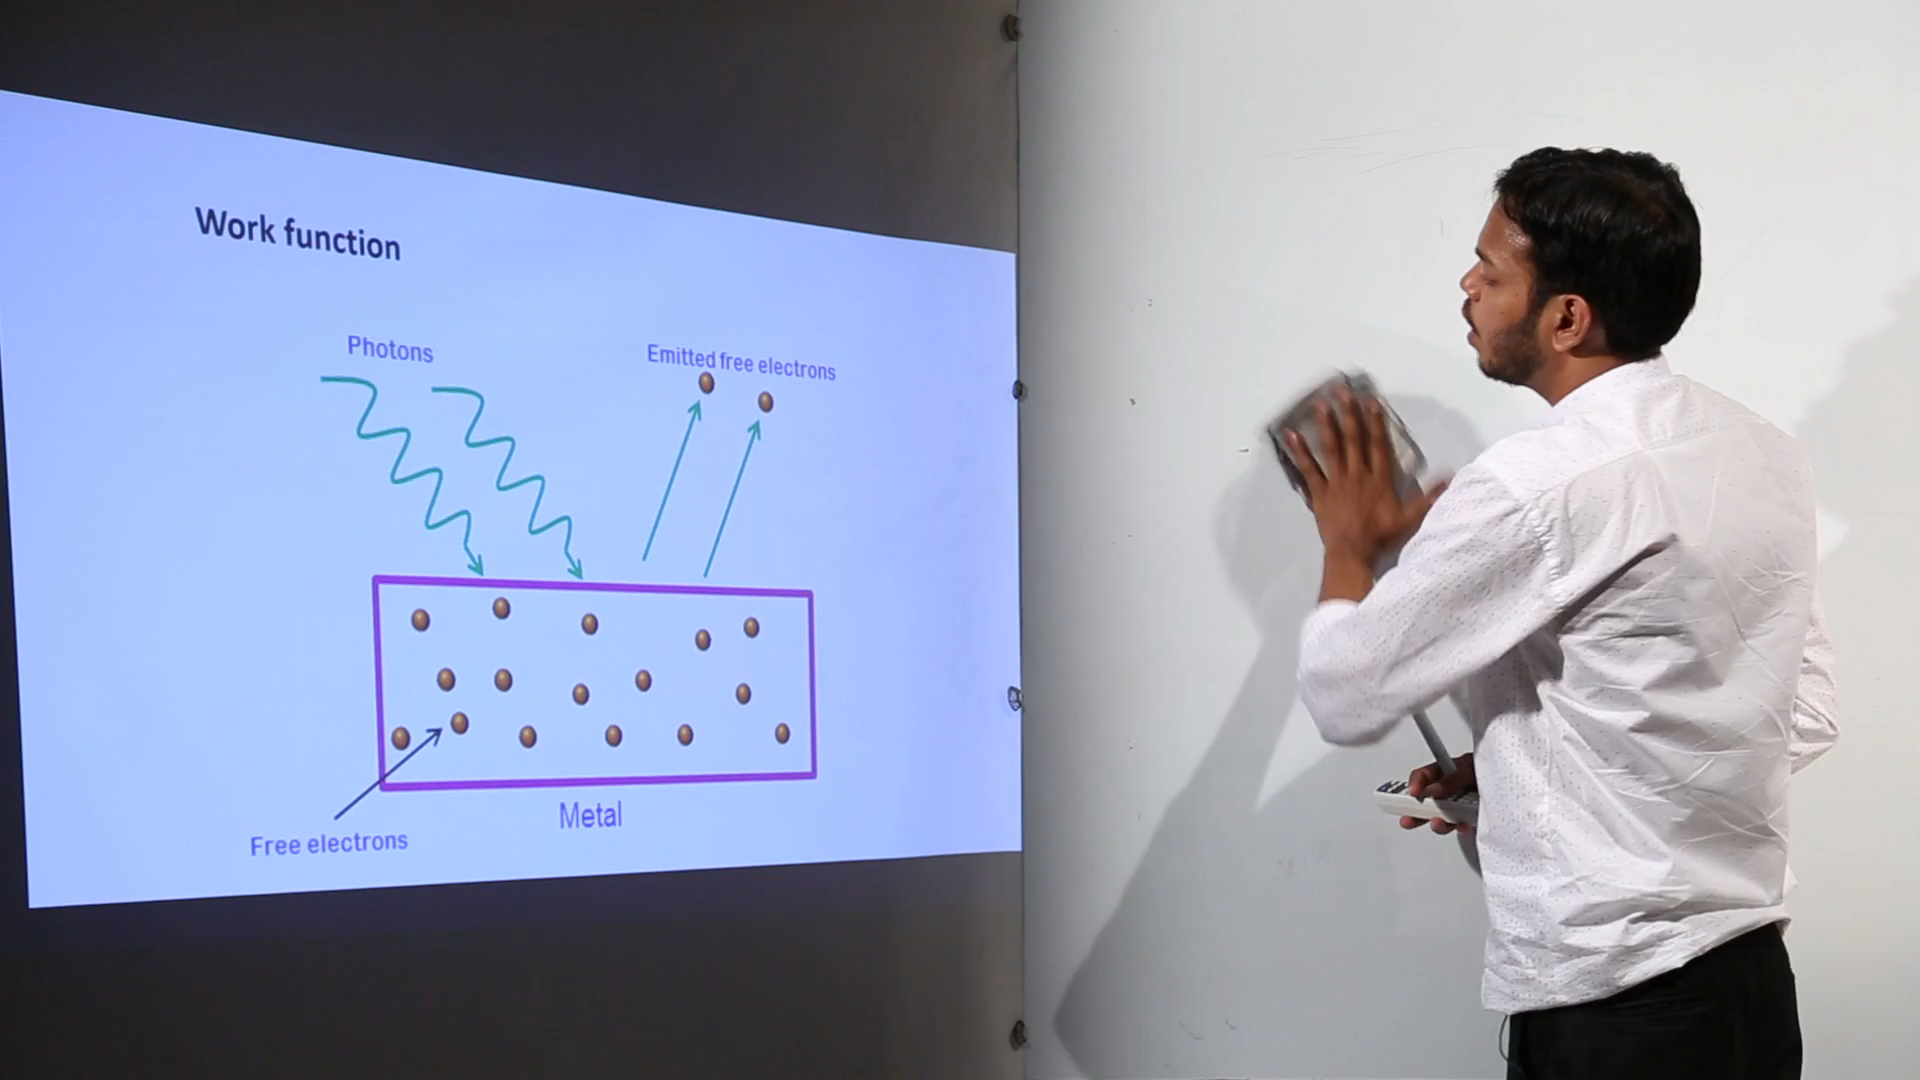 Work function
Photons
Emitted free electrons
Metal
Free electrons